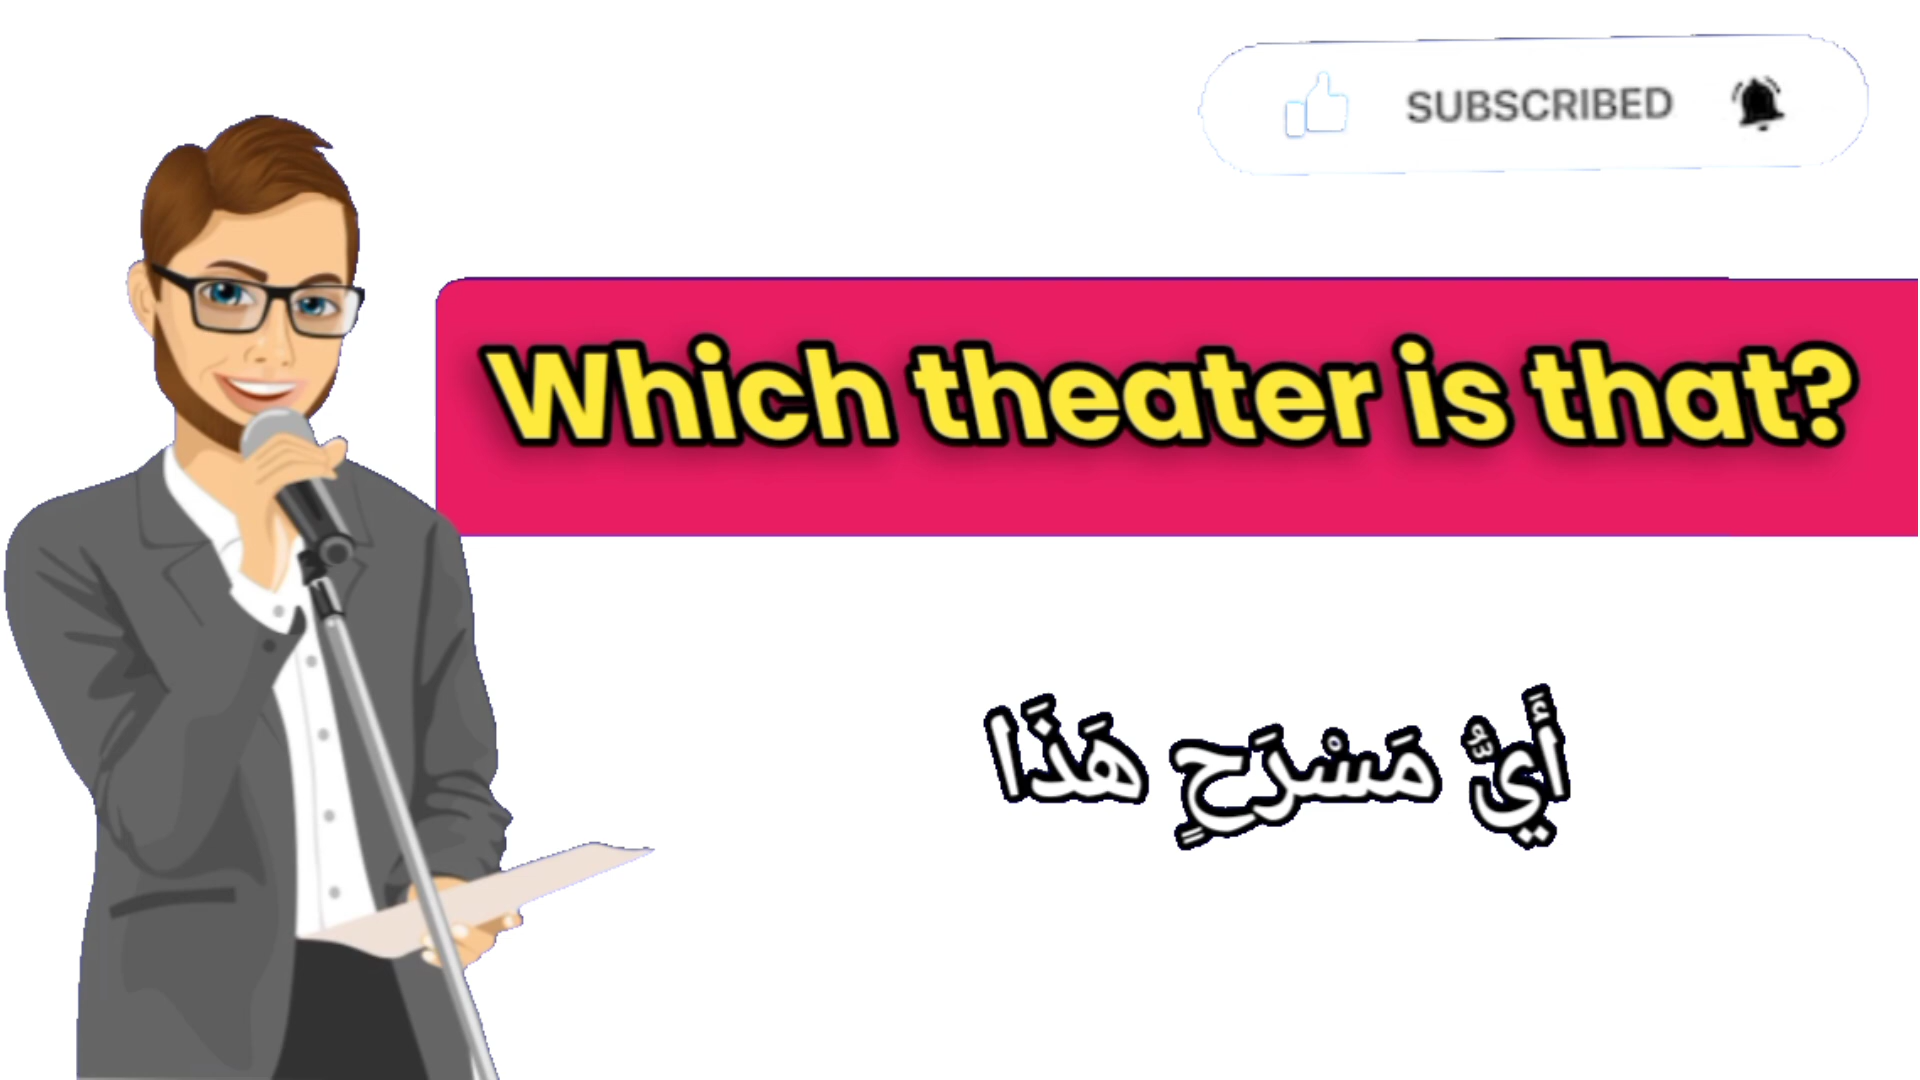 SUBSCRIBED
Which theater is that?
أَيُّ مَسْرَحٍ هَذَا